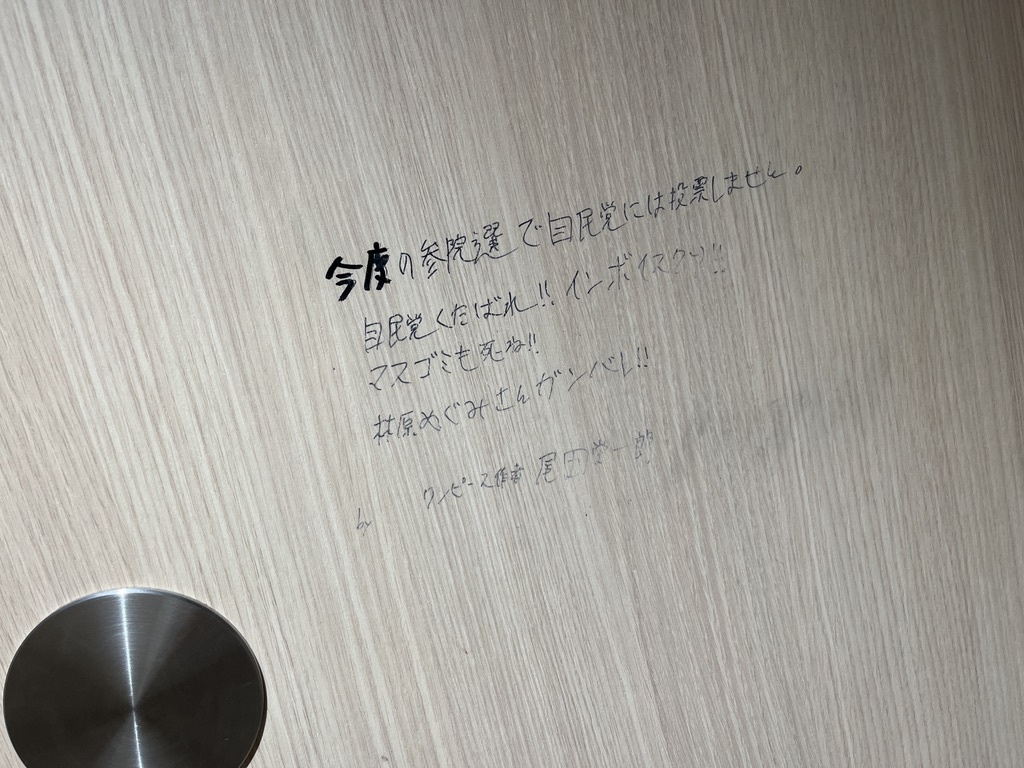 今度の参院選で自民党には投票しません。
自民党くたばれ!! インボイスクソ!!
マスゴミも死ね!!
林原めぐみさんガンバレ!!
by ワンピース作者 尾田栄一郎